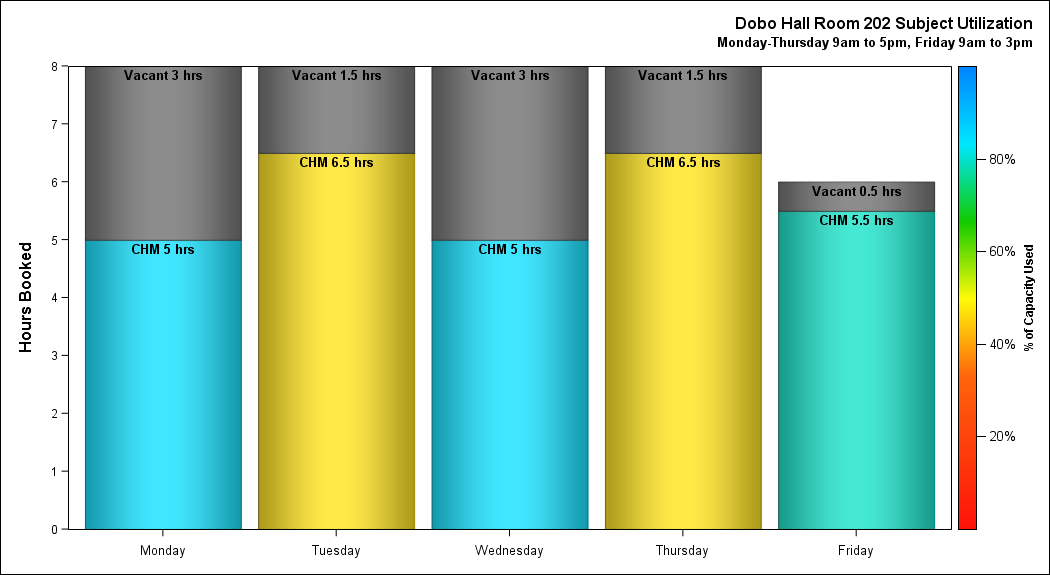 Dobo Hall Room 202 Subject Utilization
Monday-Thursday 9am to 5pm, Friday 9am to 3pm
Hours Booked
8
7
6
5
4
3
2
1
0
Vacant 3 hrs
CHM 5 hrs
Vacant 1.5 hrs
CHM 6.5 hrs
Vacant 3 hrs
CHM 5 hrs
Vacant 1.5 hrs
CHM 6.5 hrs
Vacant 0.5 hrs
CHM 5.5 hrs
Monday
Tuesday
Wednesday
Thursday
Friday
80%
60%
40%
20%
% of Capacity Used